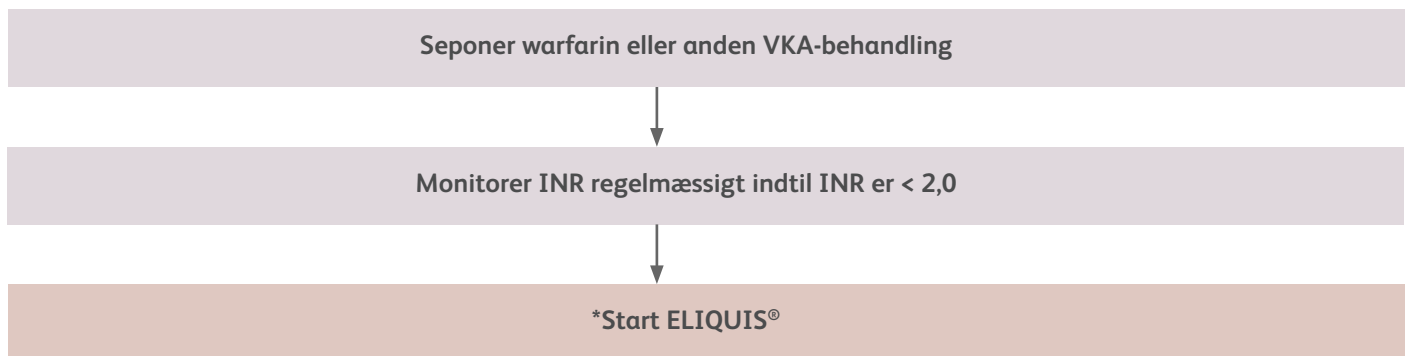 Seponer warfarin eller anden VKA-behandling
Monitorer INR regelmæssigt indtil INR er < 2,0
*Start ELIQUIS®